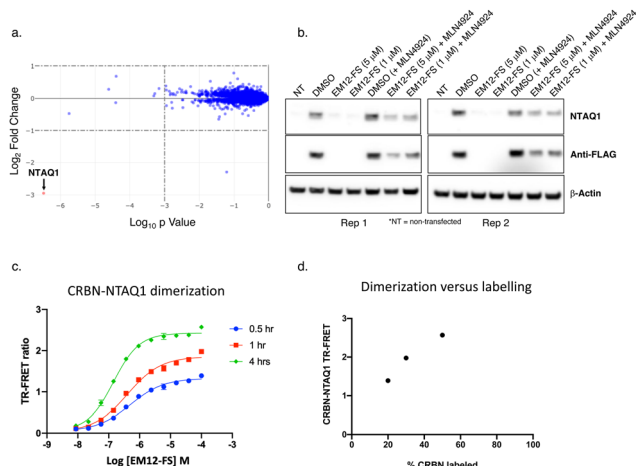 a.
Log2 Fold Change
1
0
−1
−2
−3
NTAQ1
−6
−5
−4
−3
−2
−1
0
Log10 p Value
b.
NT
DMSO
EM12-FS (5 µM)
EM12-FS (1 µM)
DMSO (+ MLN4924)
EM12-FS (5 µM) + MLN4924
EM12-FS (1 µM) + MLN4924
NT
DMSO
EM12-FS (5 µM)
EM12-FS (1 µM)
DMSO (+ MLN4924)
EM12-FS (5 µM) + MLN4924
EM12-FS (1 µM) + MLN4924
NTAQ1
Anti-FLAG
β-Actin
Rep 1
*NT = non-transfected
Rep 2
c.
CRBN-NTAQ1 dimerization
TR-FRET ratio
3
2
1
0
-9
-8
-7
-6
-5
-4
-3
Log [EM12-FS] M
0.5 hr
1 hr
4 hrs
d.
Dimerization versus labelling
CRBN-NTAQ1 TR-FRET
3
2
1
0
0
20
40
60
80
100
% CRBN labeled